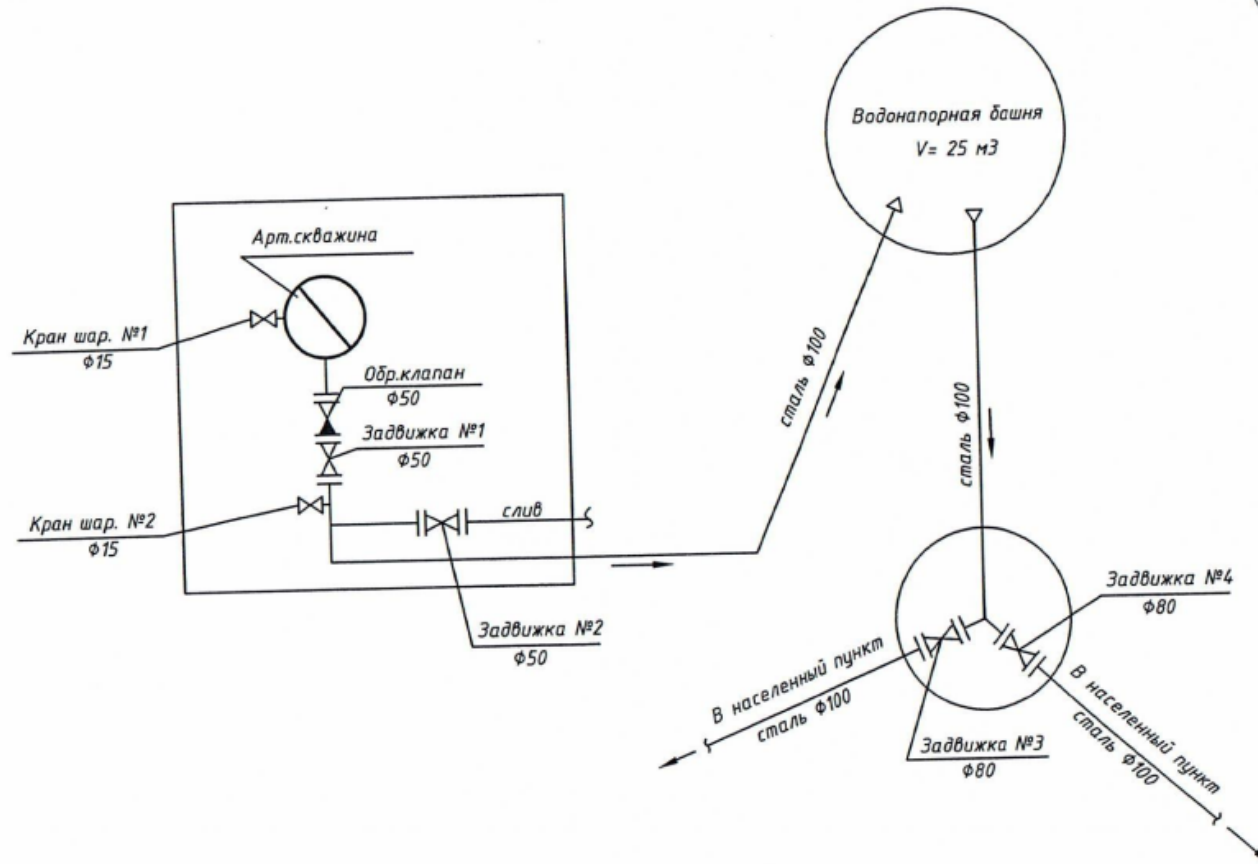 Водонапорная башня
V= 25 м3
Арт.скважина
Кран шар. №1
Ф15
Обр.клапан
Ф50
Задвижка №1
Ф50
Кран шар. №2
Ф15
слив
Задвижка №2
Ф50
сталь Ф100
сталь Ф100
Задвижка №4
Ф80
В населенный пункт
сталь Ф100
Задвижка №3
Ф80
В населенный пункт
сталь Ф100